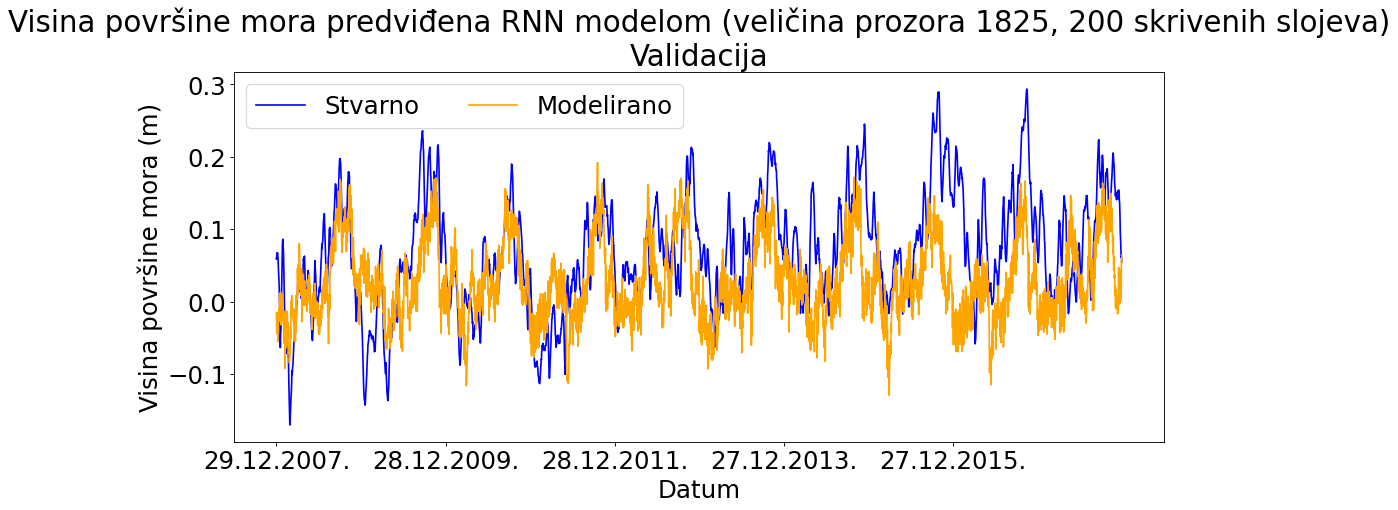 Visina površine mora predviđena RNN modelom (veličina prozora 1825, 200 skrivenih slojeva)
Validacija
Stvarno
Modelirano
Visina površine mora (m)
0.3
0.2
0.1
0.0
−0.1
29.12.2007.
28.12.2009.
28.12.2011.
27.12.2013.
27.12.2015.
Datum